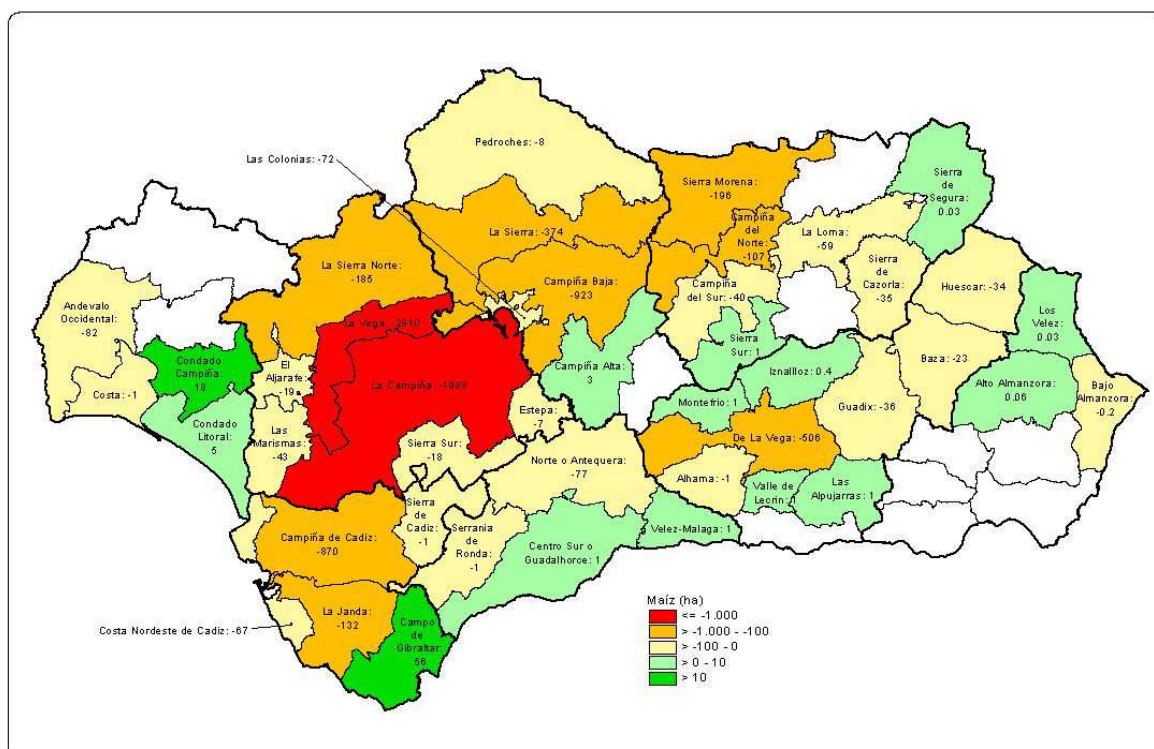 Pedroches: -8
Las Colonias: -72
Sierra Morena:
-196
Sierra
de
Segura:
0.03
La Sierra: -374
Campiña
del
Norte:
-107
La Loma:
-59
La Sierra Norte:
-185
Campiña Baja:
-923
Campiña
del Sur: -40
Sierra
de
Cazorla:
-35
Huescar: -34
Andevalo
Occidental:
-82
Los
Velez:
0.03
Condado
Campiña:
18
El
Aljarafe:
-19
La Campiña:
Campiña Alta:
3
Sierra
Sur: 1
Iznalloz: 0.4
Baza: -23
Alto Almanzora:
0.06
Bajo
Almanzora:
-0.2
Costa: -1
Condado
Litoral:
5
Las
Marismas:
-43
Estepa:
-7
Montefrio: 1
Guadix: -36
De La Vega: -506
Sierra Sur:
-18
Norte o Antequera:
-77
Alhama: -1
Valle de
Lecrin: 1
Las
Alpujarras: 1
Sierra
de
Cadiz:
-1
Serrania
de
Ronda:
-1
Velez-Malaga: 1
Campiña de Cadiz:
-870
Centro Sur o
Guadalhorce: 1
La Janda:
-132
Costa Nordeste de Cadiz: -67
Campo
de
Gibraltar:
56
Maíz (ha)
<= -1.000
> -1.000 - -100
> -100 - 0
> 0 - 10
> 10